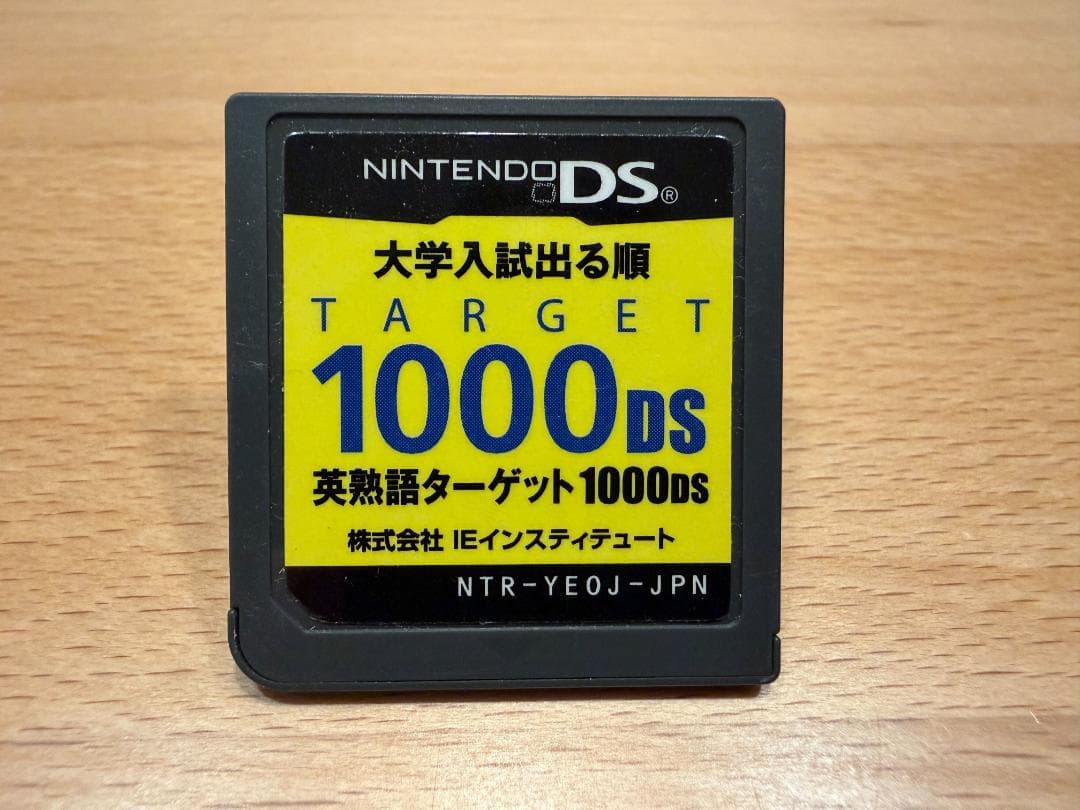 NINTENDO DS®
大学入試出る順
TARGET
1000DS
英熟語ターゲット1000DS
株式会社 IEインスティテュート
NTR-YEOJ-JPN